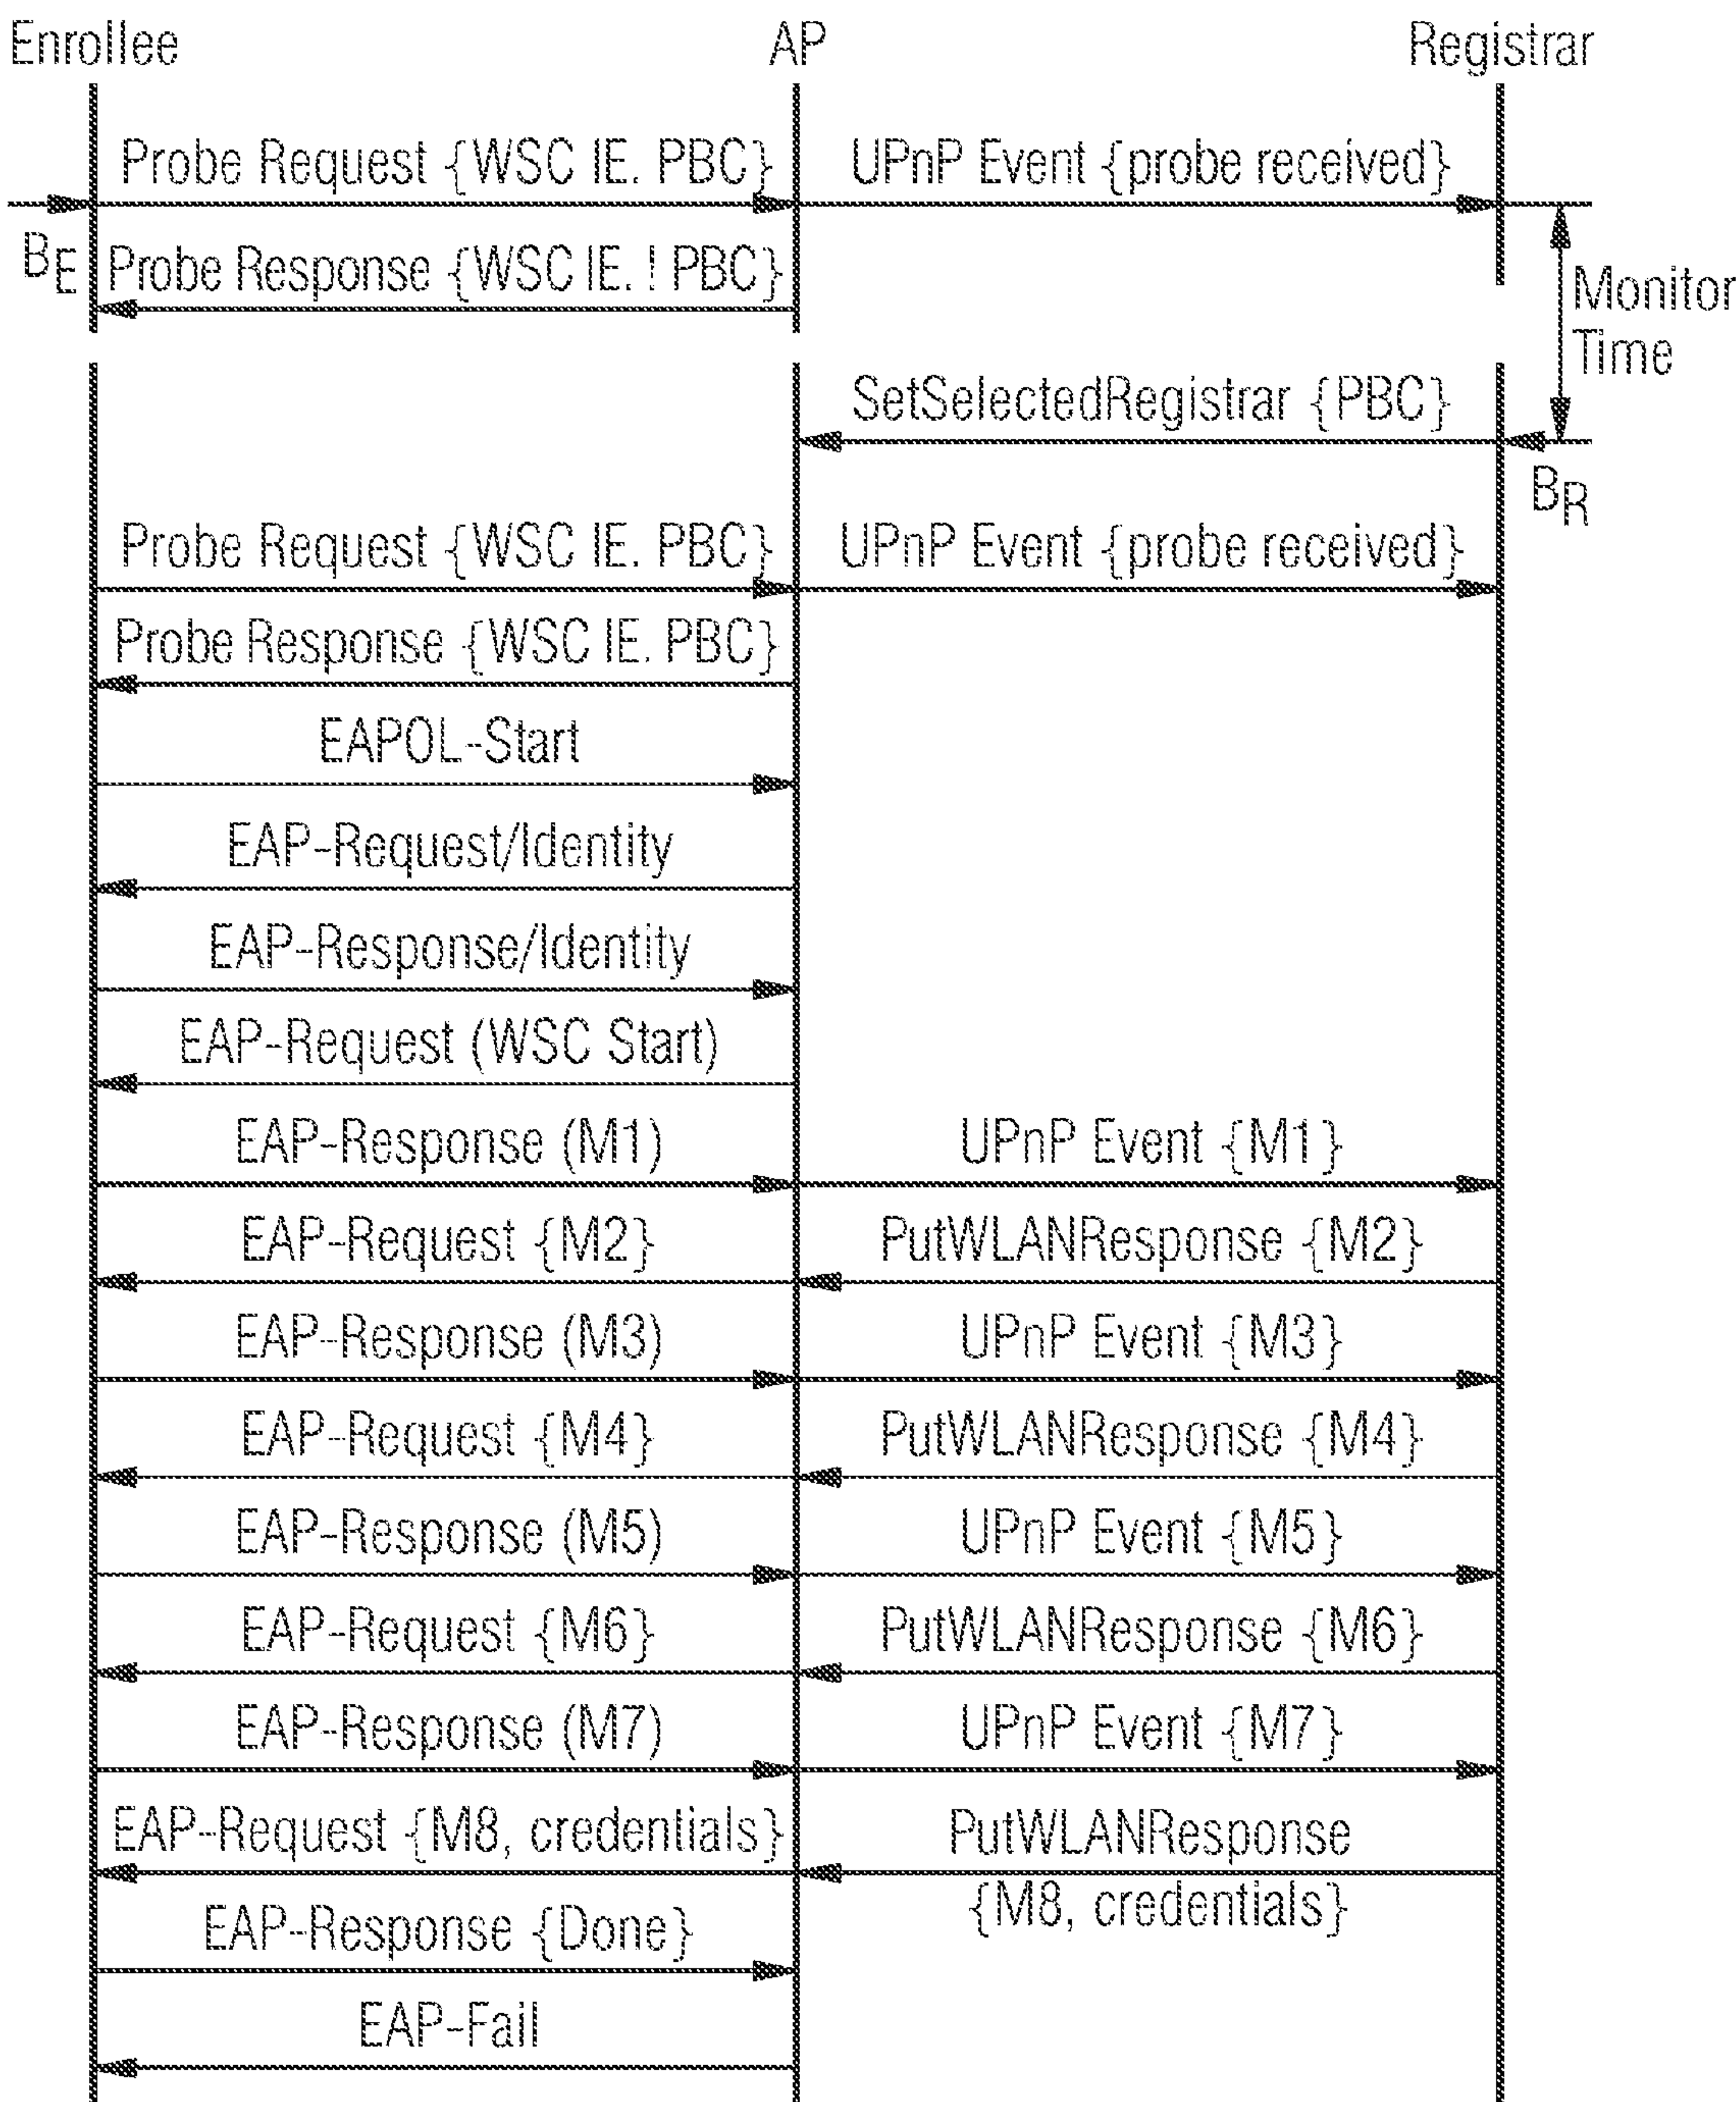 Enrollee
AP
Registrar
Probe Request {WSC IE. PBC}
UPnP Event {probe received}
BE
Probe Response {WSC IE. ! PBC}
Monitor
Time
SetSelectedRegistrar {PBC}
BR
Probe Request {WSC IE. PBC}
UPnP Event {probe received}
Probe Response {WSC IE. PBC}
EAPOL-Start
EAP-Request/Identity
EAP-Response/Identity
EAP-Request (WSC Start)
EAP-Response (M1)
UPnP Event {M1}
EAP-Request {M2}
PutWLANResponse {M2}
EAP-Response (M3)
UPnP Event {M3}
EAP-Request {M4}
PutWLANResponse {M4}
EAP-Response (M5)
UPnP Event {M5}
EAP-Request {M6}
PutWLANResponse {M6}
EAP-Response (M7)
UPnP Event {M7}
EAP-Request {M8, credentials}
PutWLANResponse
{M8, credentials}
EAP-Response {Done}
EAP-Fail